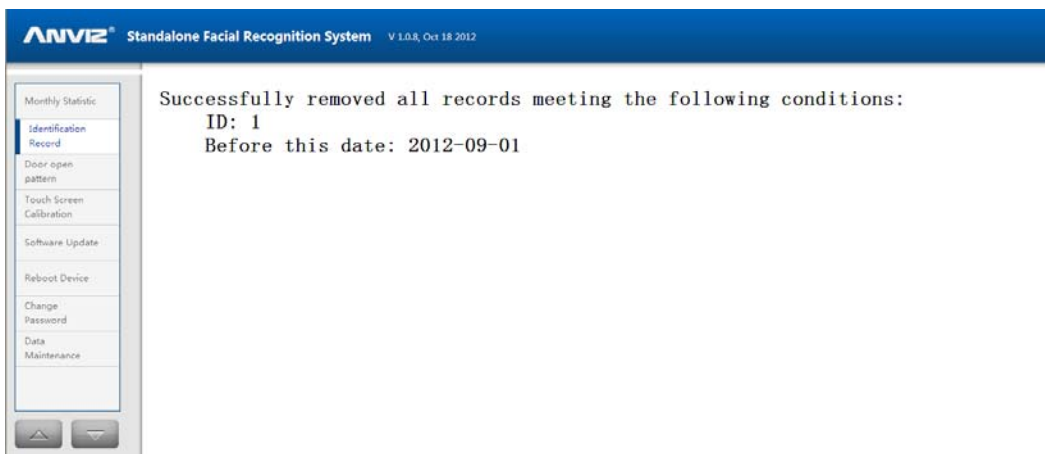 ANVIZ® Standalone Facial Recognition System V 1.0.8, Oct 18 2012
Monthly Statistic
Identification
Record
Door open
pattern
Touch Screen
Calibration
Software Update
Reboot Device
Change
Password
Data
Maintenance
Successfully removed all records meeting the following conditions:
ID: 1
Before this date: 2012-09-01